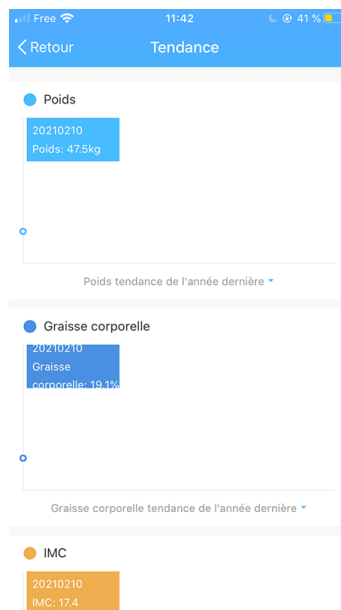 Free 11:42 41 %
Retour Tendance
Poids
20210210
Poids: 47.5kg
Poids tendance de l'année dernière
Graisse corporelle
20210210
Graisse
corporelle: 19.1%
Graisse corporelle tendance de l'année dernière
IMC
20210210
IMC: 17.4